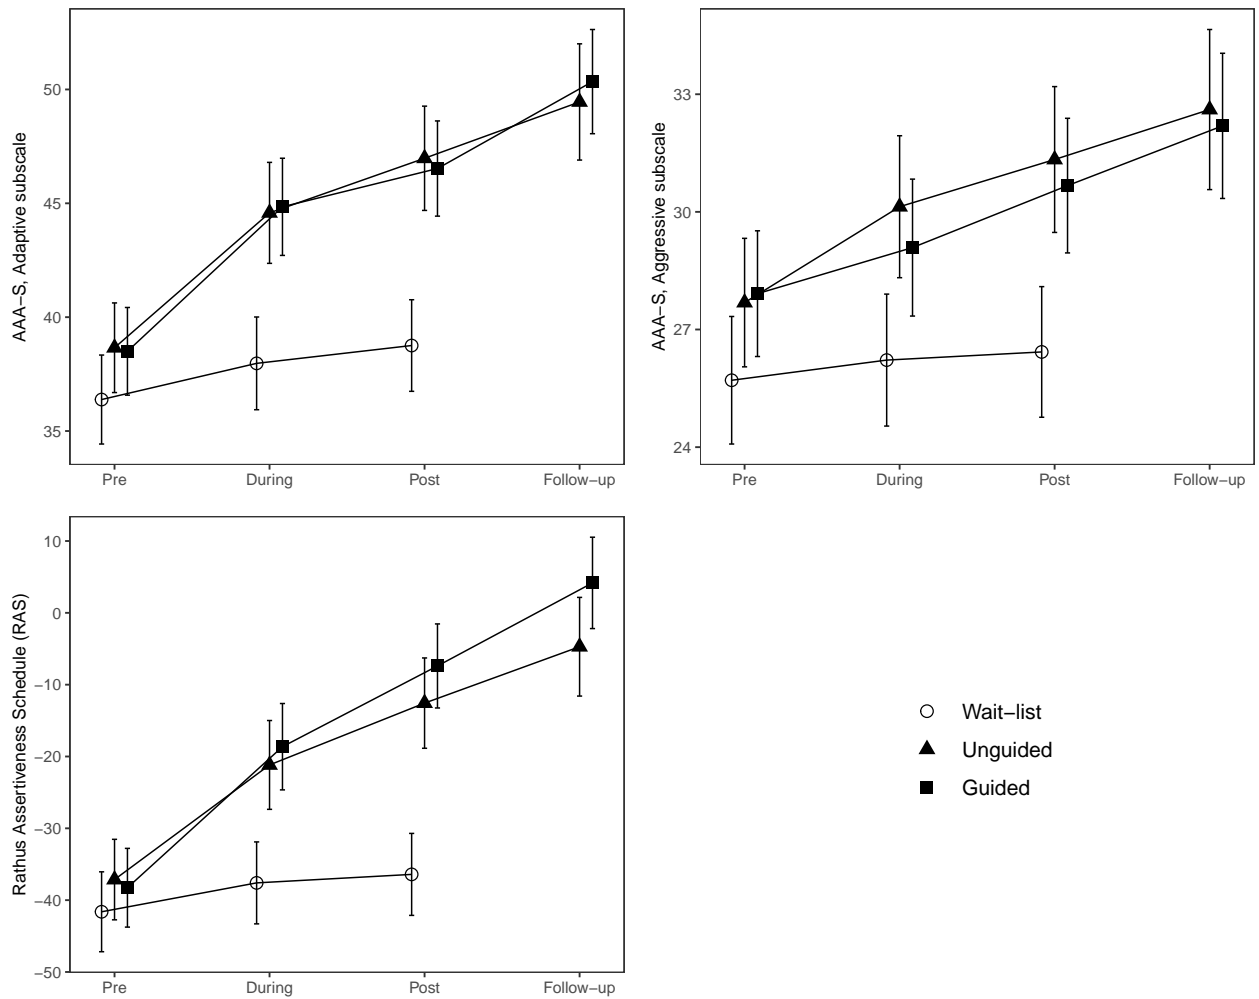 AAA−S, Adaptive subscale
50
45
40
35
Pre During Post Follow−up
AAA−S, Aggressive subscale
33
30
27
24
Pre During Post Follow−up
Rathus Assertiveness Schedule (RAS)
10
0
−10
−20
−30
−40
−50
Pre During Post Follow−up
Wait−list
Unguided
Guided